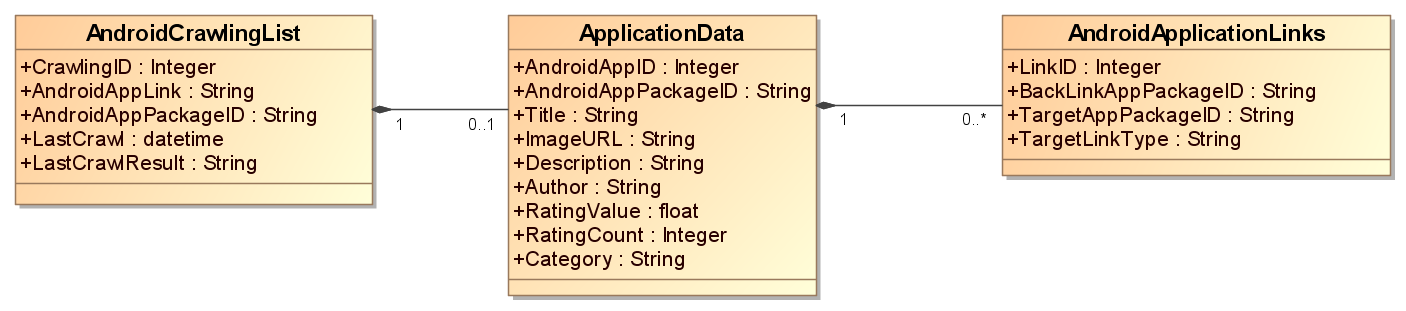 AndroidCrawlingList
+CrawlingID : Integer
+AndroidAppLink : String
+AndroidAppPackageID : String
+LastCrawl : datetime
+LastCrawlResult : String
1
0..1
ApplicationData
+AndroidAppID : Integer
+AndroidAppPackageID : String
+Title : String
+ImageURL : String
+Description : String
+Author : String
+RatingValue : float
+RatingCount : Integer
+Category : String
1
0..*
AndroidApplicationLinks
+LinkID : Integer
+BackLinkAppPackageID : String
+TargetAppPackageID : String
+TargetLinkType : String